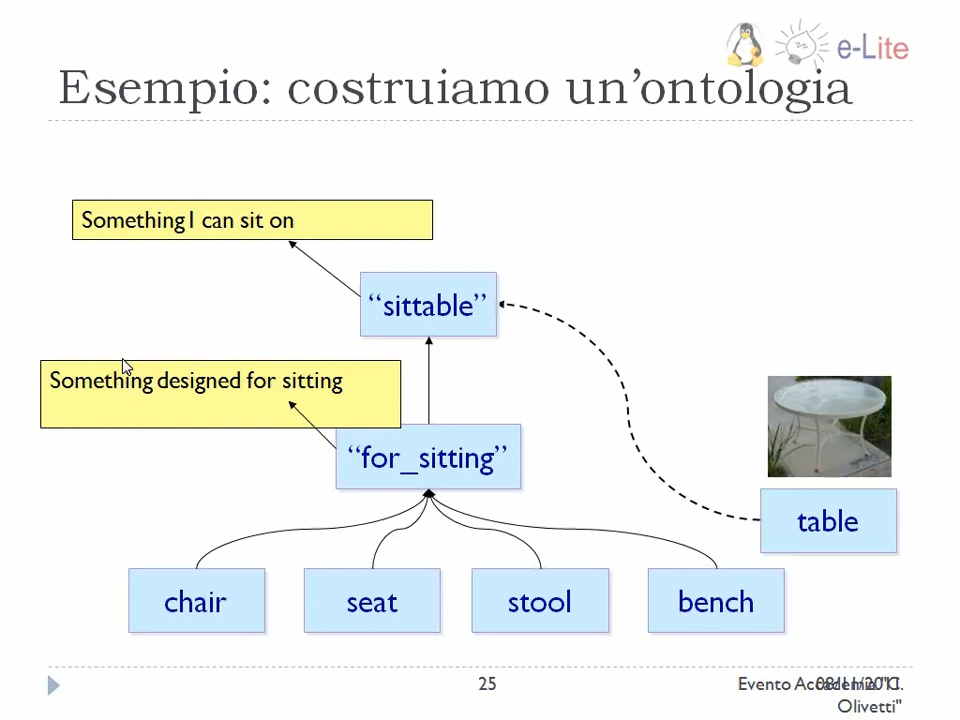 e-Lite
Esempio: costruiamo un’ontologia
Something I can sit on
“sittable”
Something designed for sitting
“for_sitting”
table
chair
seat
stool
bench
25
Evento Accademia "C.
Olivetti"